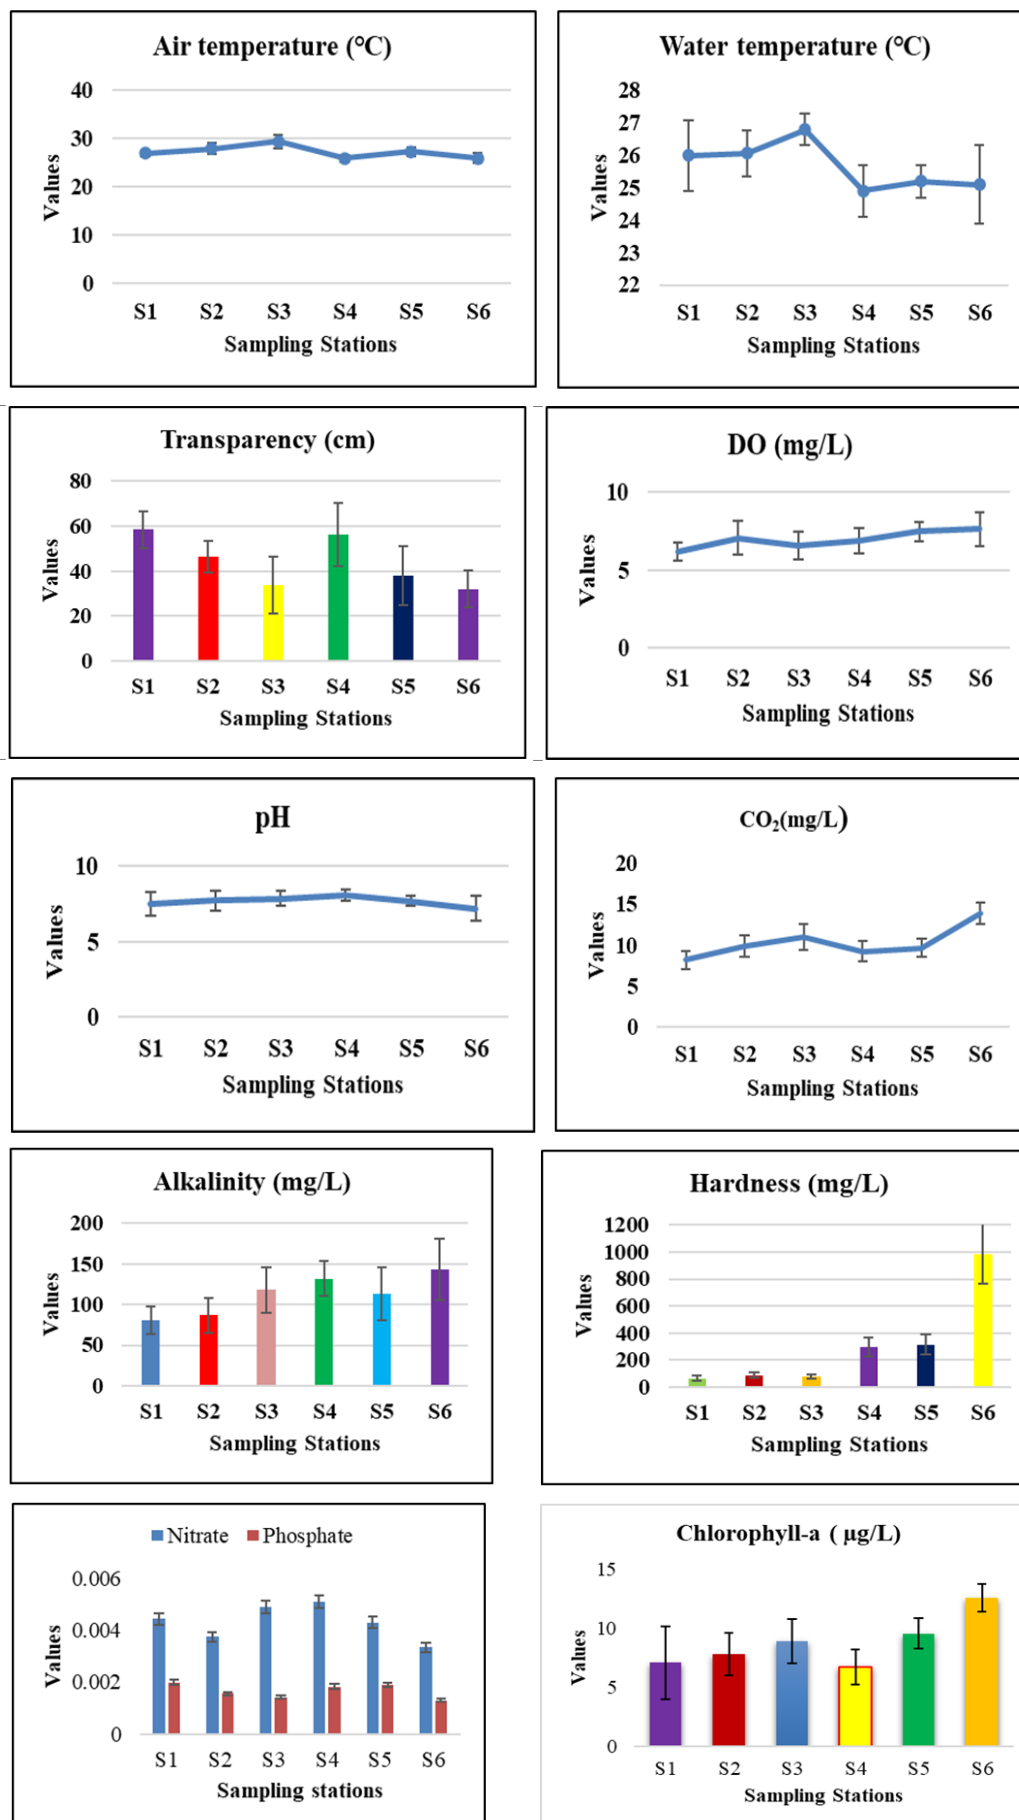 Air temperature (°C)
40
30
20
10
0
Values
S1 S2 S3 S4 S5 S6
Sampling Stations
Water temperature (°C)
28
27
26
25
24
23
22
Values
S1 S2 S3 S4 S5 S6
Sampling Stations
Transparency (cm)
80
60
40
20
0
Values
S1 S2 S3 S4 S5 S6
Sampling Stations
DO (mg/L)
10
5
0
Values
S1 S2 S3 S4 S5 S6
Sampling Stations
pH
10
5
0
Values
S1 S2 S3 S4 S5 S6
Sampling Stations
CO₂(mg/L)
20
15
10
5
0
Values
S1 S2 S3 S4 S5 S6
Sampling Stations
Alkalinity (mg/L)
200
150
100
50
0
Values
S1 S2 S3 S4 S5 S6
Sampling Stations
Hardness (mg/L)
1200
1000
800
600
400
200
0
Values
S1 S2 S3 S4 S5 S6
Sampling Stations
Nitrate Phosphate
0.006
0.004
0.002
0
Values
S1 S2 S3 S4 S5 S6
Sampling stations
Chlorophyll-a ( µg/L)
15
10
5
0
Values
S1 S2 S3 S4 S5 S6
Sampling Stations